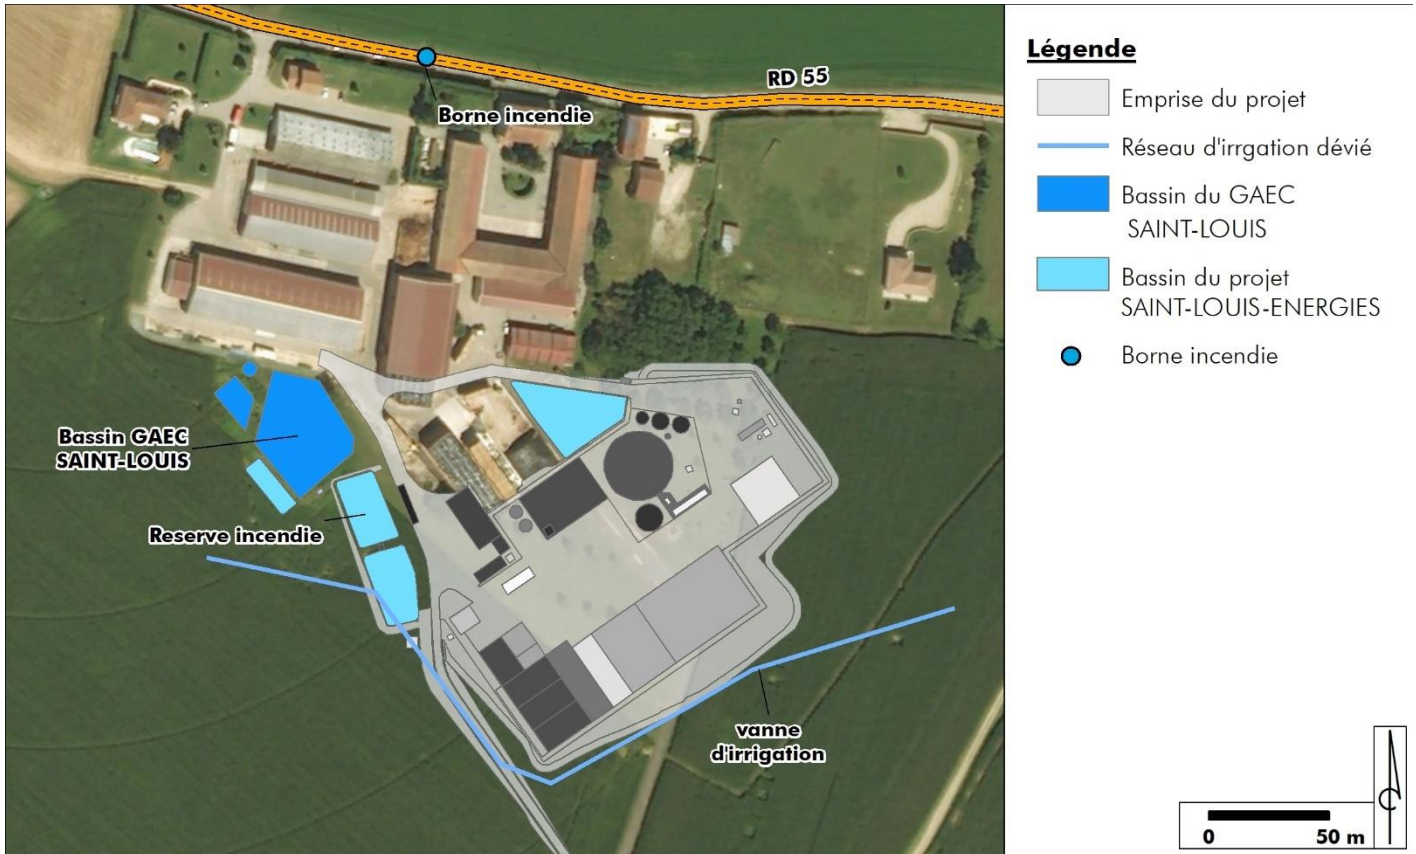 RD 55
Borne incendie
Bassin GAEC
SAINT-LOUIS
Reserve incendie
vanne
d'irrigation
Légende
Emprise du projet
Réseau d'irrgation dévié
Bassin du GAEC
SAINT-LOUIS
Bassin du projet
SAINT-LOUIS-ENERGIES
Borne incendie
0 50 m